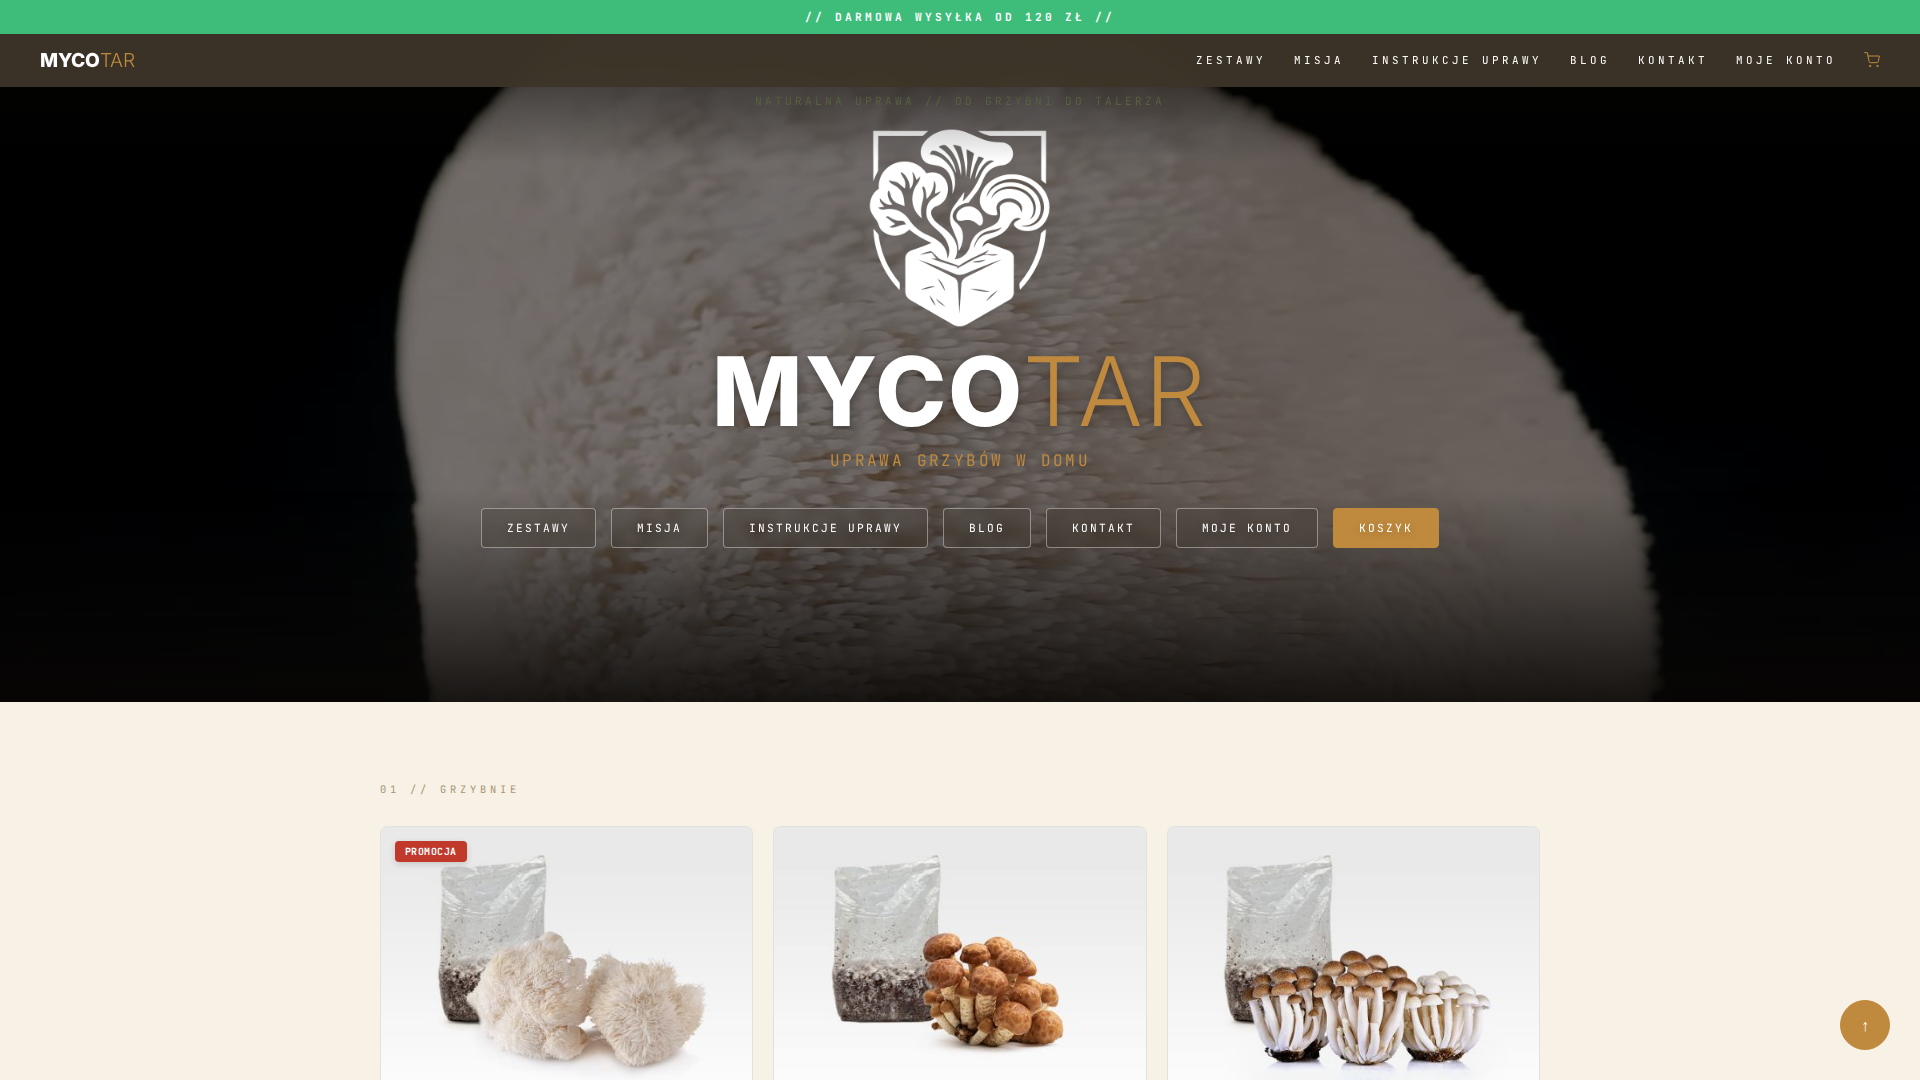 // DARMOWA WYSYŁKA OD 120 ZŁ //
MYCOTAR
ZESTAWY MISJA INSTRUKCJE UPRAWY BLOG KONTAKT MOJE KONTO
NATURALNA UPRAWA // OD GRZYBNI DO TALERZA
MYCOTAR
UPRAWA GRZYBÓW W DOMU
ZESTAWY MISJA INSTRUKCJE UPRAWY BLOG KONTAKT MOJE KONTO KOSZYK
01 // GRZYBNIE
PROMOCJA
↑